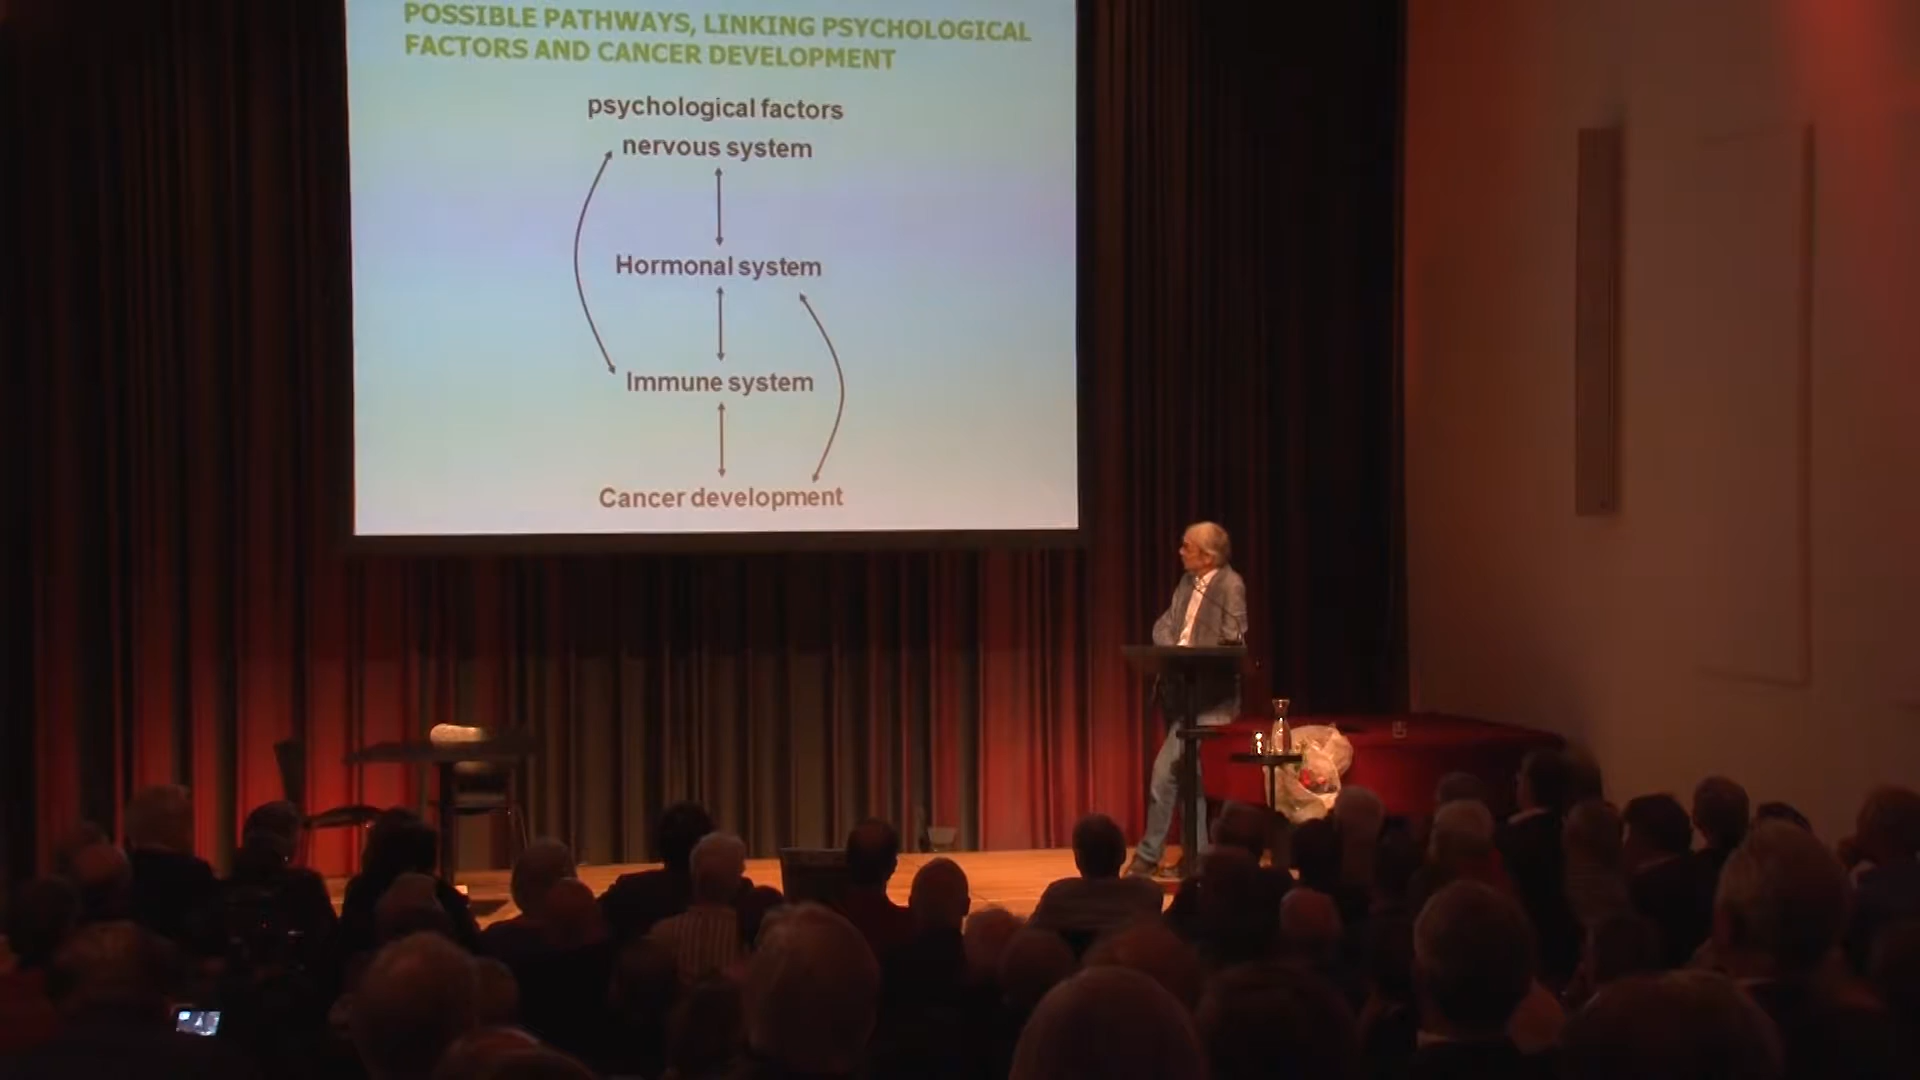 POSSIBLE PATHWAYS, LINKING PSYCHOLOGICAL
FACTORS AND CANCER DEVELOPMENT
psychological factors
nervous system
Hormonal system
Immune system
Cancer development